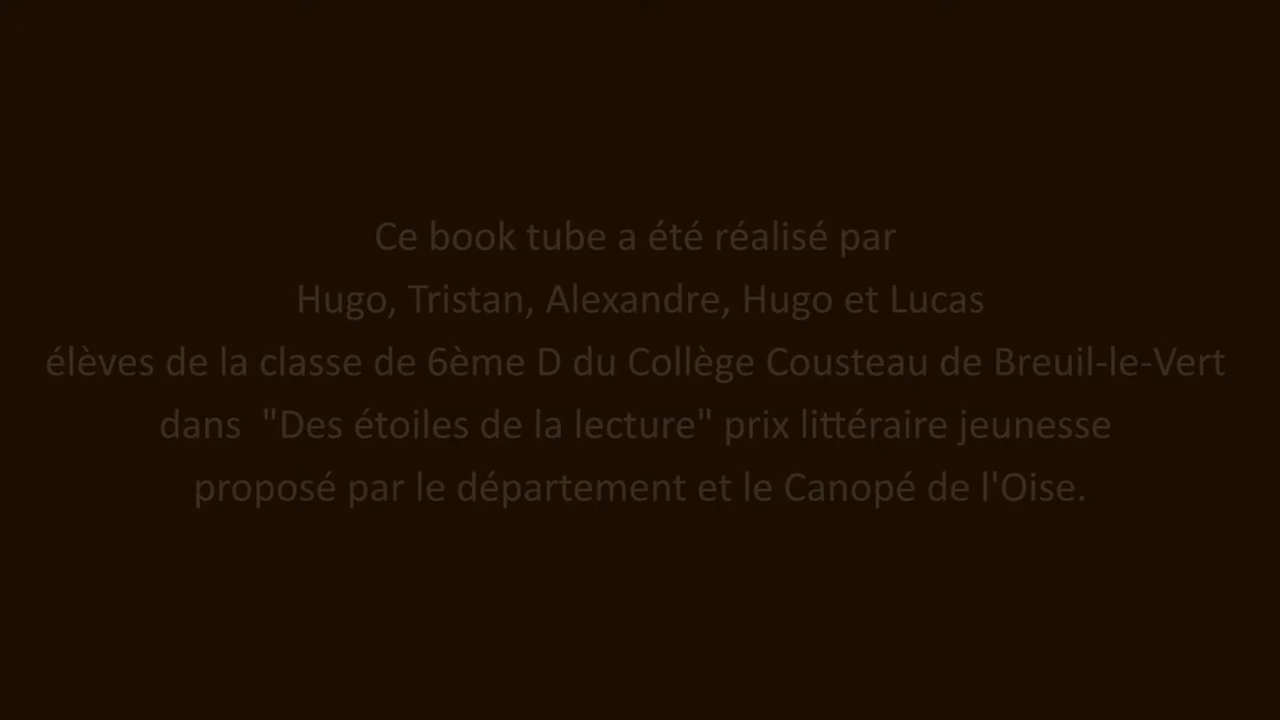 Ce book tube a été réalisé par
Hugo, Tristan, Alexandre, Hugo et Lucas
élèves de la classe de 6ème D du Collège Cousteau de Breuil-le-Vert
dans  "Des étoiles de la lecture" prix littéraire jeunesse
proposé par le département et le Canopé de l'Oise.